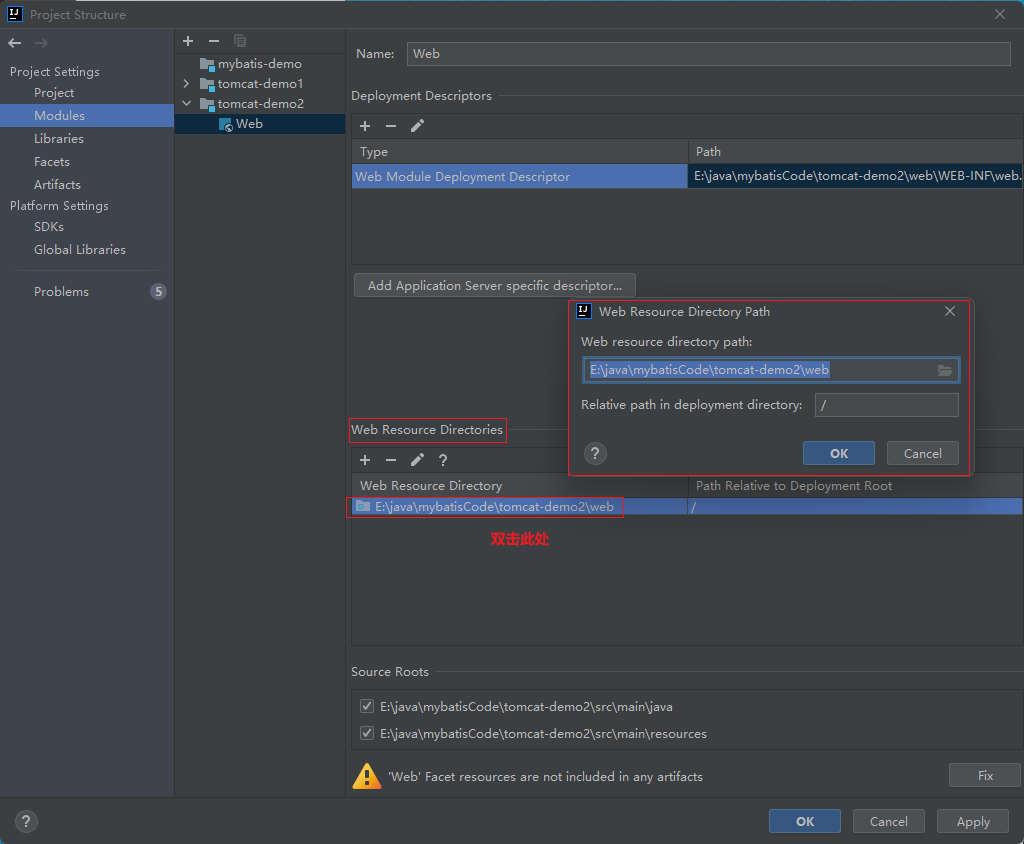 Project Structure
Project Settings
Project
Modules
Libraries
Facets
Artifacts
Platform Settings
SDKs
Global Libraries
Problems 5
mybatis-demo
tomcat-demo1
tomcat-demo2
Web
Name: Web
Deployment Descriptors
Type Path
Web Module Deployment Descriptor E:\java\mybatisCode\tomcat-demo2\web\WEB-INF\web.
Add Application Server specific descriptor...
Web Resource Directory Path
Web resource directory path:
E:\java\mybatisCode\tomcat-demo2\web
Relative path in deployment directory: /
? OK Cancel
Web Resource Directories
?
Web Resource Directory Path Relative to Deployment Root
E:\java\mybatisCode\tomcat-demo2\web /
双击此处
Source Roots
E:\java\mybatisCode\tomcat-demo2\src\main\java
E:\java\mybatisCode\tomcat-demo2\src\main\resources
'Web' Facet resources are not included in any artifacts Fix
? OK Cancel Apply